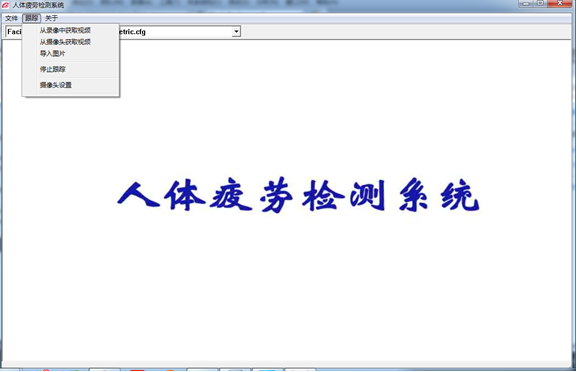 人体疲劳检测系统
文件 跟踪 关于
Faci
etric.cfg
从录像中获取视频
从摄像头获取视频
导入图片
停止跟踪
摄像头设置
人体疲劳检测系统